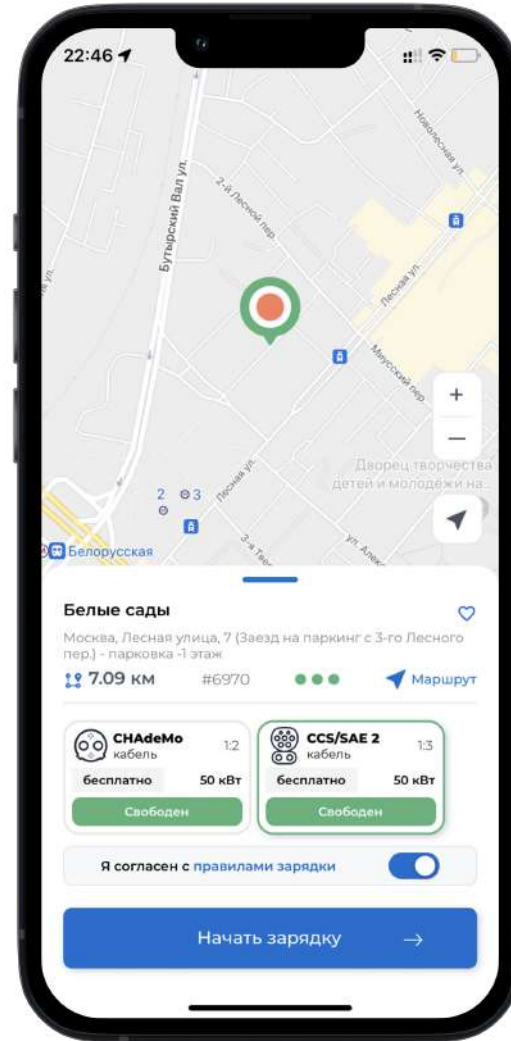 22:46
Новолесная ул.
2-й Лесной пер.
Бутырский Вал ул.
Лесная ул.
Миусский пер.
+
Дворец творчества
детей и молодёжи на...
–
2 3
Лесная ул.
Белорусская
3-я Твес
ул. Алекс
Белые сады
Москва, Лесная улица, 7 (Заезд на паркинг с 3-го Лесного
пер.) - парковка -1 этаж
7.09 км #6970 Маршрут
CHAdeMo 1:2
кабель
бесплатно 50 кВт
Свободен
CCS/SAE 2 1:3
кабель
бесплатно 50 кВт
Свободен
Я согласен с правилами зарядки
Начать зарядку →